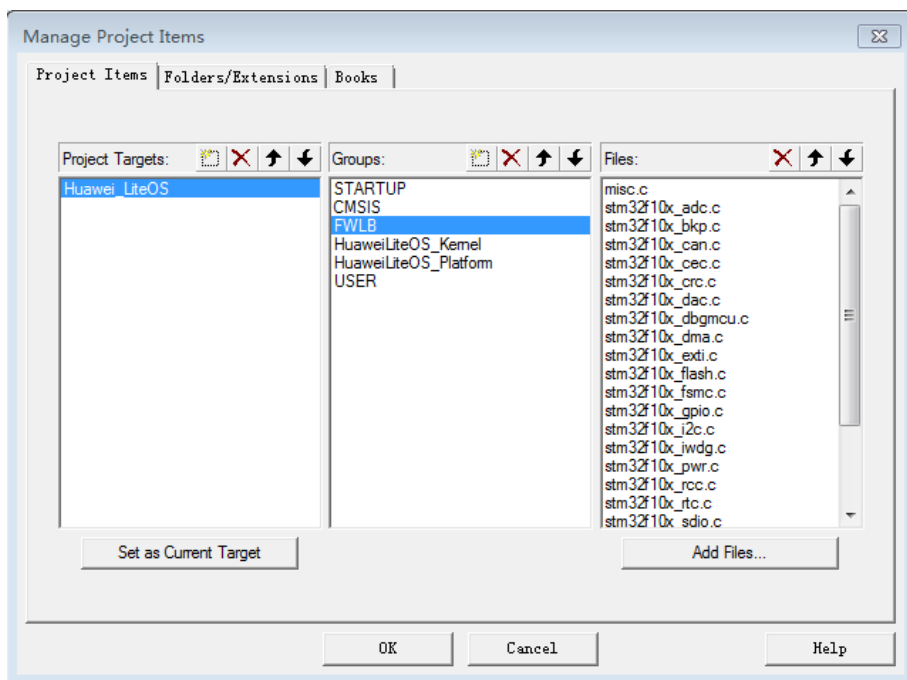 Manage Project Items
Project Items
Folders/Extensions
Books
Project Targets:
Huawei_LiteOS
Set as Current Target
Groups:
STARTUP
CMSIS
FWLB
HuaweiLiteOS_Kernel
HuaweiLiteOS_Platform
USER
Files:
misc.c
stm32f10x_adc.c
stm32f10x_bkp.c
stm32f10x_can.c
stm32f10x_cec.c
stm32f10x_crc.c
stm32f10x_dac.c
stm32f10x_dbgmcu.c
stm32f10x_dma.c
stm32f10x_exti.c
stm32f10x_flash.c
stm32f10x_fsmc.c
stm32f10x_gpio.c
stm32f10x_i2c.c
stm32f10x_iwdg.c
stm32f10x_pwr.c
stm32f10x_rcc.c
stm32f10x_rtc.c
stm32f10x_sdio.c
Add Files...
OK
Cancel
Help